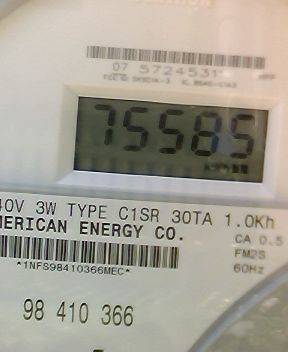 07 5724531
75585
40V 3W TYPE C1SR 30TA 1.0Kh
MERICAN ENERGY CO.
CA 0.5
FM2S
*1NFS98410366MEC*
60Hz
98 410 366